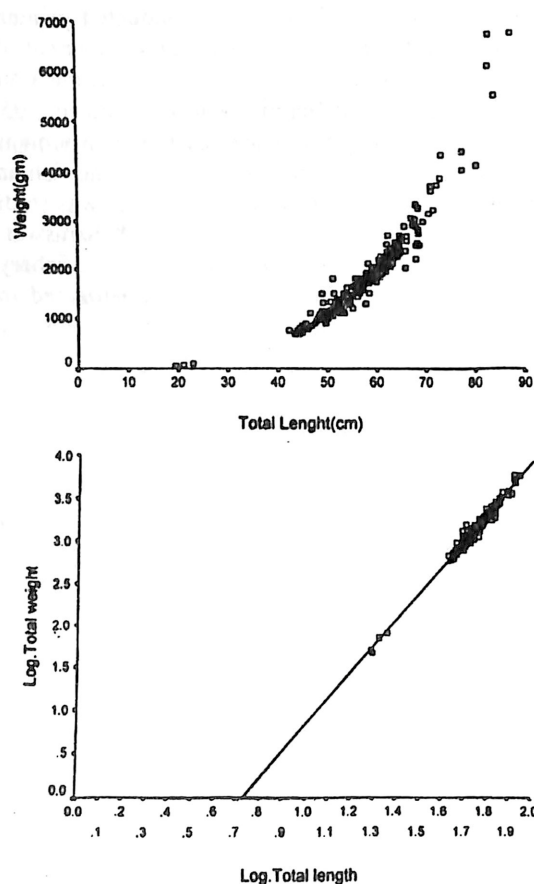 7000
6000
5000
4000
3000
2000
1000
0
Weight(gm)
0 10 20 30 40 50 60 70 80 90
Total Lenght(cm)
4.0
3.5
3.0
2.5
2.0
1.5
1.0
.5
0.0
Log.Total weight
0.0 .2 .4 .6 .8 1.0 1.2 1.4 1.6 1.8 2.0
.1 .3 .5 .7 .9 1.1 1.3 1.5 1.7 1.9
Log.Total length